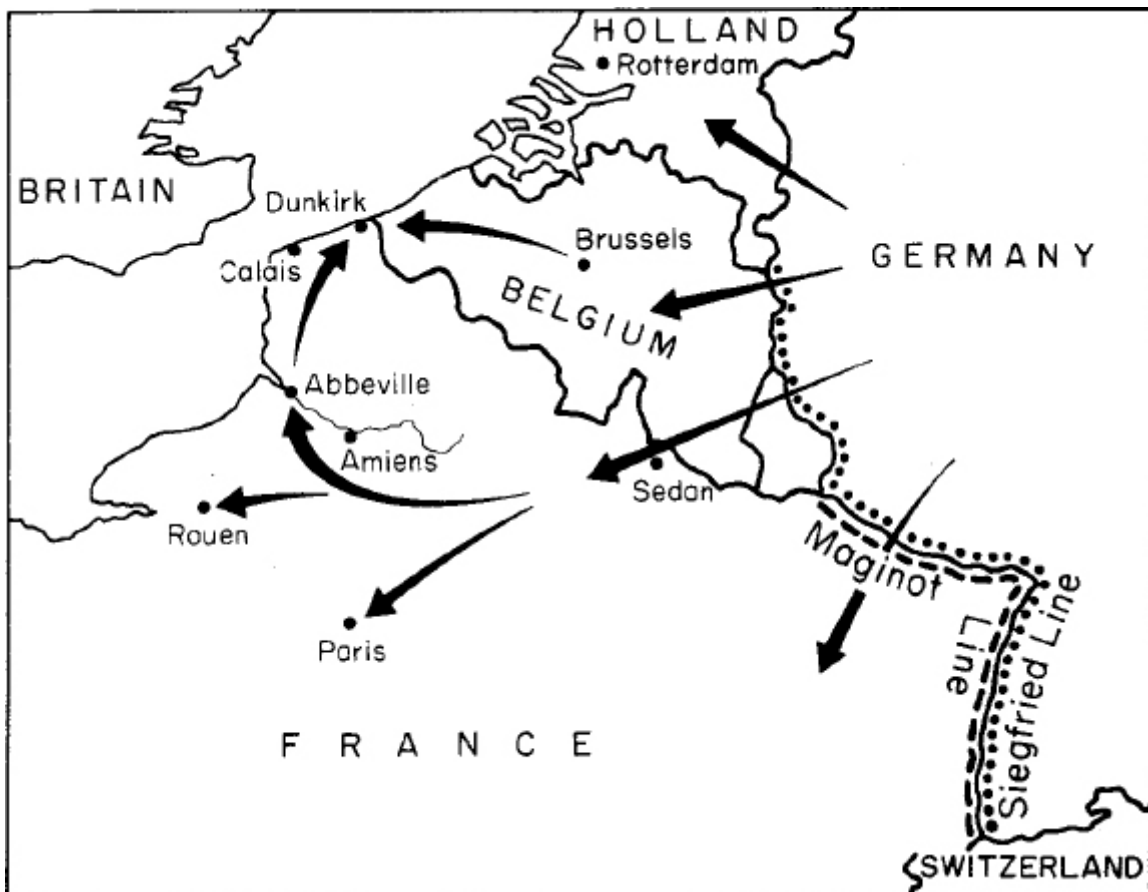 HOLLAND
Rotterdam
BRITAIN
Dunkirk
Calais
Brussels
GERMANY
BELGIUM
Abbeville
Amiens
Sedan
Rouen
Maginot
Line
Siegfried Line
Paris
FRANCE
SWITZERLAND